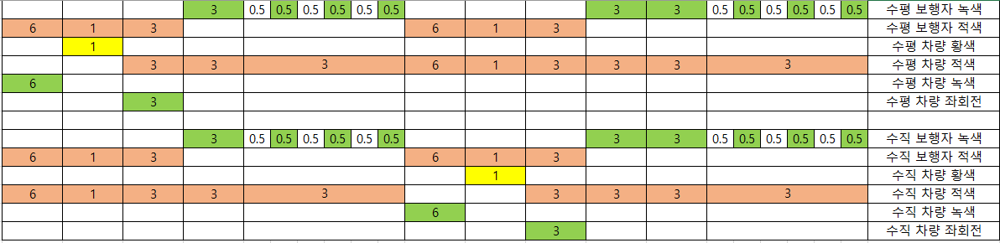 3 0.5 0.5 0.5 0.5 0.5 0.5 3 3 0.5 0.5 0.5 0.5 0.5 0.5 수평 보행자 녹색
6 1 3 6 1 3 수평 보행자 적색
1 수평 차량 황색
3 3 3 6 1 3 3 3 3 수평 차량 적색
6 수평 차량 녹색
3 수평 차량 좌회전
3 0.5 0.5 0.5 0.5 0.5 0.5 3 3 0.5 0.5 0.5 0.5 0.5 0.5 수직 보행자 녹색
6 1 3 6 1 3 수직 보행자 적색
1 수직 차량 황색
6 1 3 3 3 3 3 3 3 수직 차량 적색
6 수직 차량 녹색
3 수직 차량 좌회전